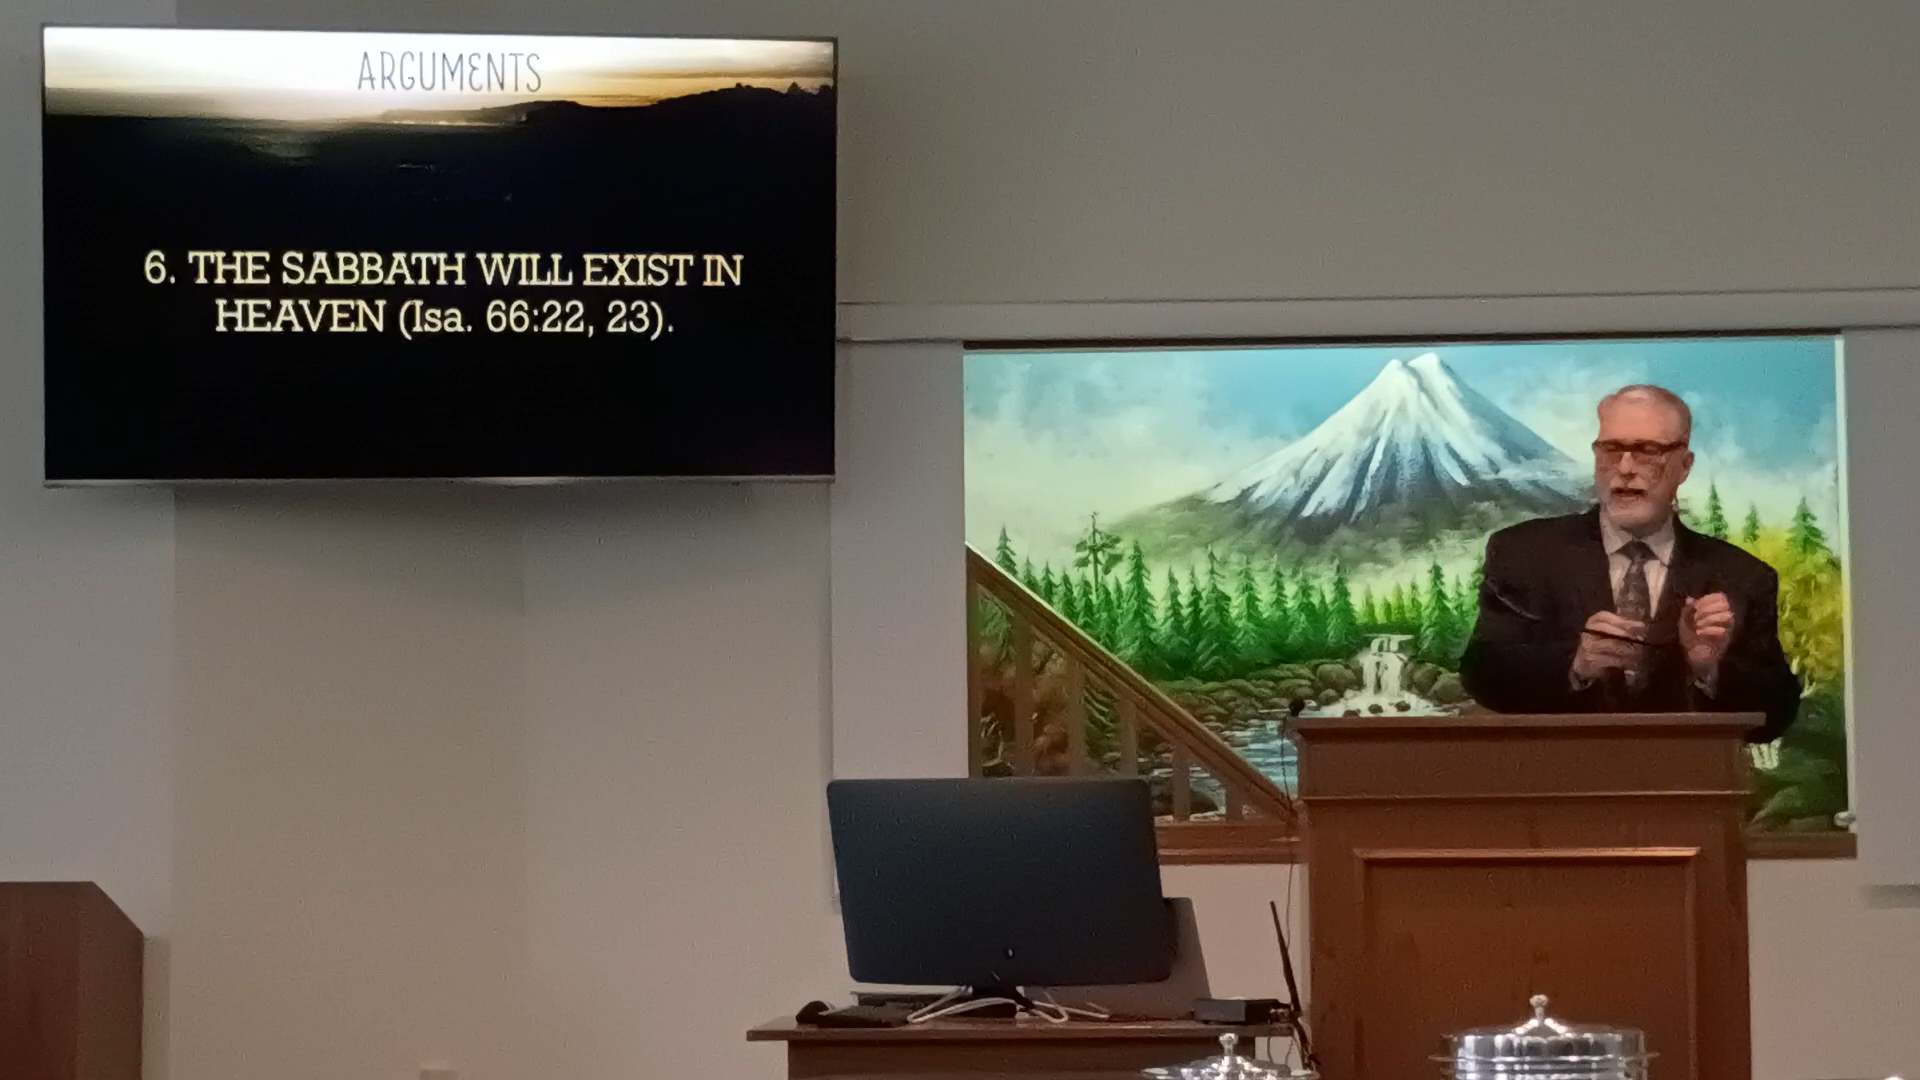 ARGUMENTS
6. THE SABBATH WILL EXIST IN
HEAVEN (Isa. 66:22, 23).